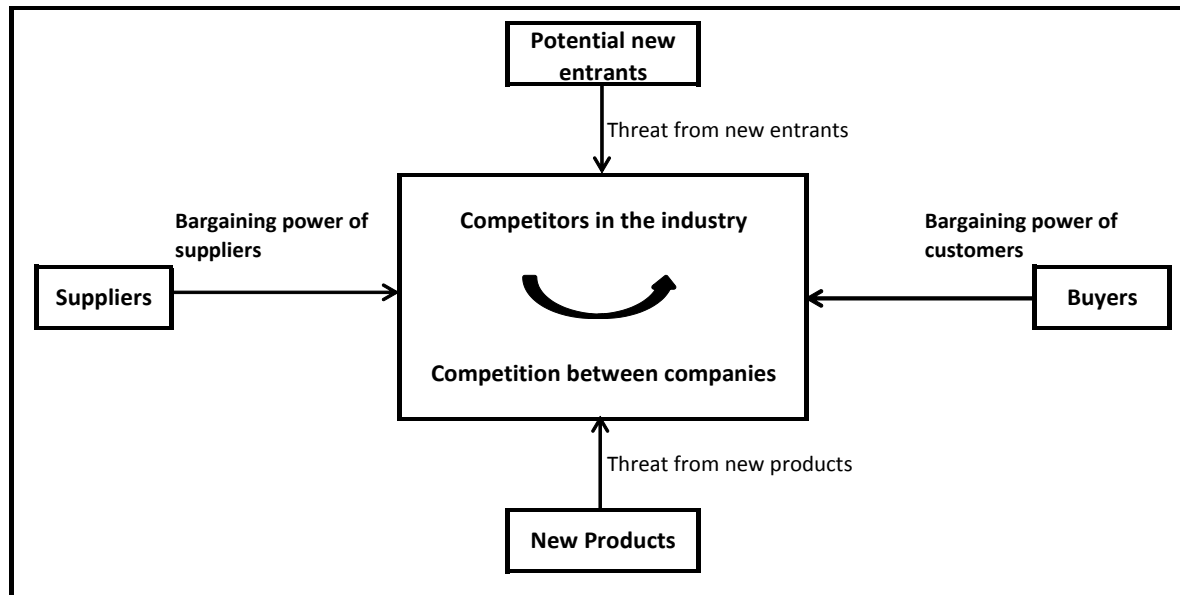 Potential new
entrants
Threat from new entrants
Bargaining power of
suppliers
Suppliers
Competitors in the industry
Competition between companies
Bargaining power of
customers
Buyers
Threat from new products
New Products